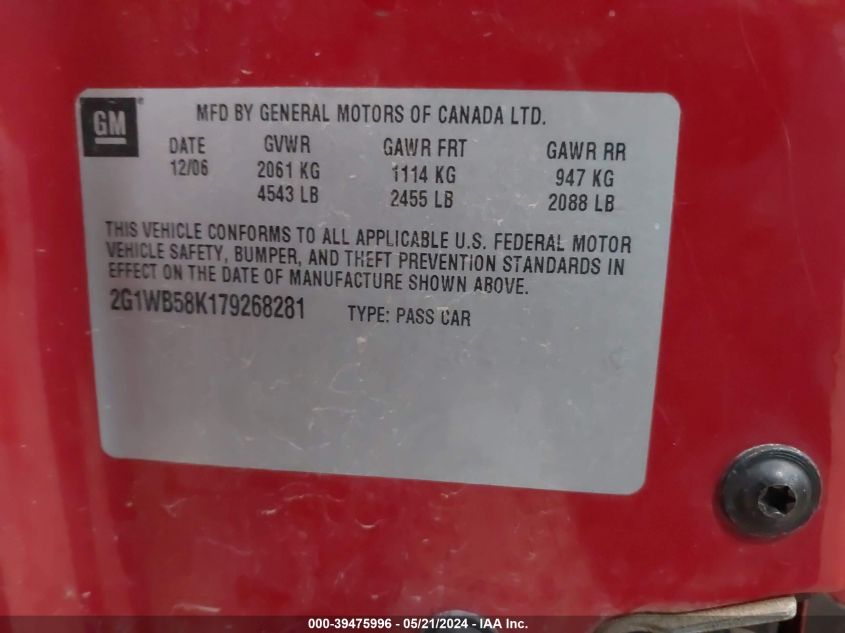 GM
MFD BY GENERAL MOTORS OF CANADA LTD.
DATE GVWR GAWR FRT GAWR RR
12/06 2061 KG 1114 KG 947 KG
4543 LB 2455 LB 2088 LB
THIS VEHICLE CONFORMS TO ALL APPLICABLE U.S. FEDERAL MOTOR
VEHICLE SAFETY, BUMPER, AND THEFT PREVENTION STANDARDS IN
EFFECT ON THE DATE OF MANUFACTURE SHOWN ABOVE.
2G1WB58K179268281 TYPE: PASS CAR
000-39475996 - 05/21/2024 - IAA Inc.